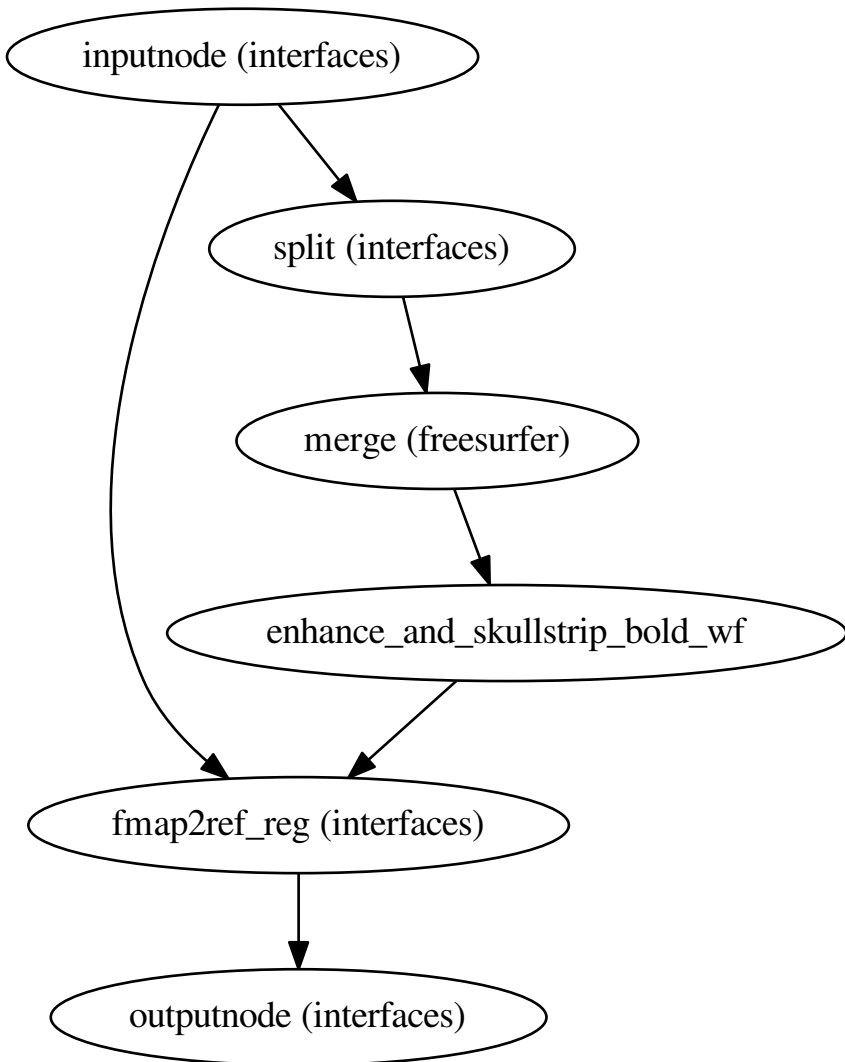 inputnode (interfaces)
split (interfaces)
merge (freesurfer)
enhance_and_skullstrip_bold_wf
fmap2ref_reg (interfaces)
outputnode (interfaces)